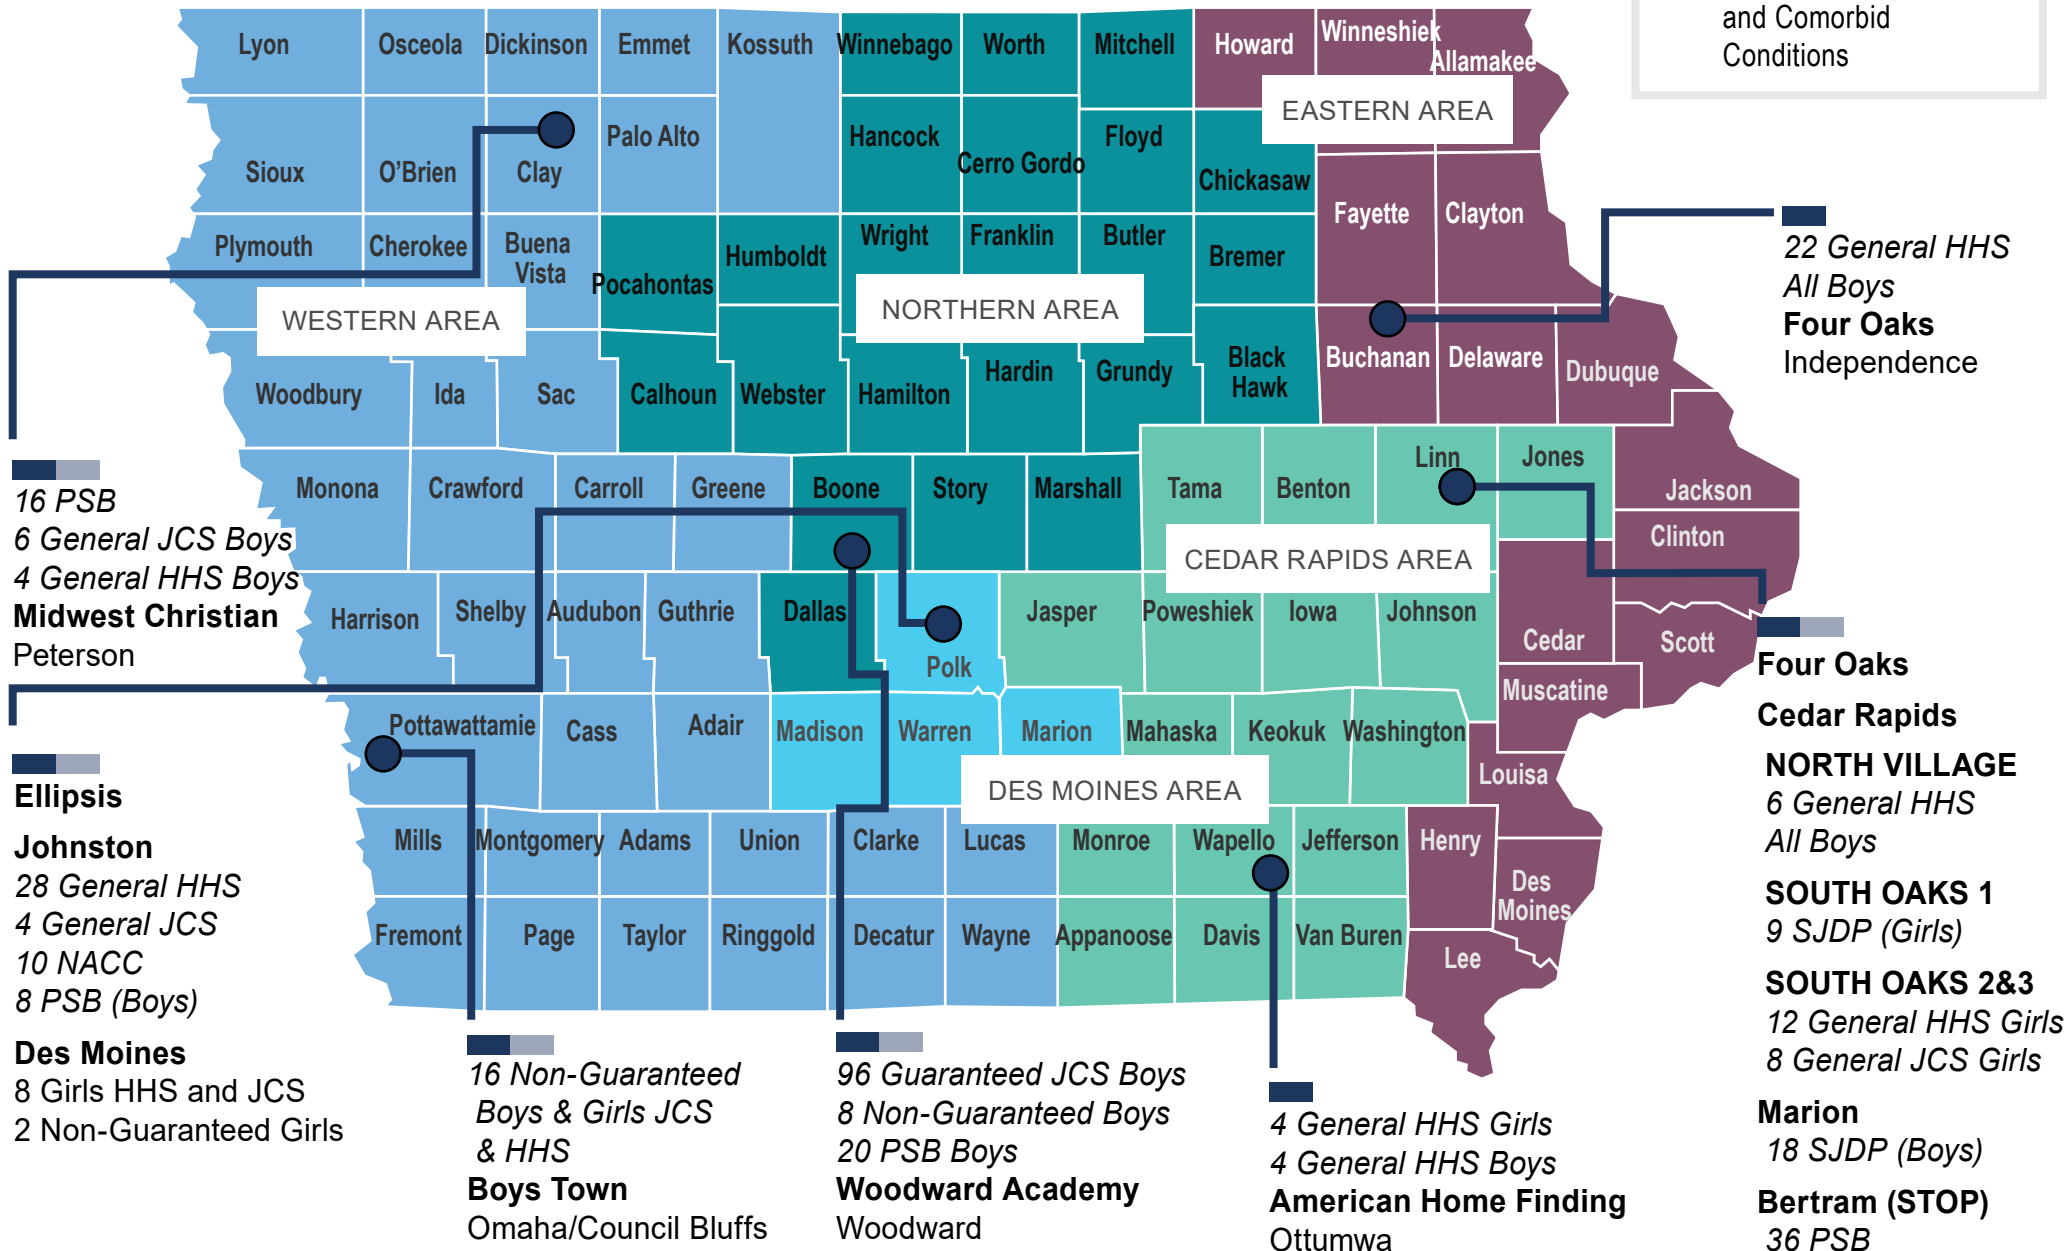 and Comorbid
Conditions
Lyon
Osceola
Dickinson
Emmet
Kossuth
Winnebago
Worth
Mitchell
Howard
Winneshiek
Allamakee
EASTERN AREA
Sioux
O'Brien
Clay
Palo Alto
Hancock
Cerro Gordo
Floyd
Chickasaw
Fayette
Clayton
Plymouth
Cherokee
Buena
Vista
Pocahontas
Humboldt
Wright
Franklin
Butler
Bremer
WESTERN AREA
NORTHERN AREA
Woodbury
Ida
Sac
Calhoun
Webster
Hamilton
Hardin
Grundy
Black
Hawk
Buchanan
Delaware
Dubuque
22 General HHS
All Boys
Four Oaks
Independence
Monona
Crawford
Carroll
Greene
Boone
Story
Marshall
Tama
Benton
Linn
Jones
Jackson
Clinton
CEDAR RAPIDS AREA
16 PSB
6 General JCS Boys
4 General HHS Boys
Midwest Christian
Peterson
Harrison
Shelby
Audubon
Guthrie
Dallas
Polk
Jasper
Poweshiek
Iowa
Johnson
Cedar
Scott
Muscatine
Pottawattamie
Cass
Adair
Madison
Warren
Marion
Mahaska
Keokuk
Washington
Louisa
DES MOINES AREA
Mills
Montgomery
Adams
Union
Clarke
Lucas
Monroe
Wapello
Jefferson
Henry
Des
Moines
Fremont
Page
Taylor
Ringgold
Decatur
Wayne
Appanoose
Davis
Van Buren
Lee
Ellipsis
Johnston
28 General HHS
4 General JCS
10 NACC
8 PSB (Boys)
Des Moines
8 Girls HHS and JCS
2 Non-Guaranteed Girls
16 Non-Guaranteed
Boys & Girls JCS
& HHS
Boys Town
Omaha/Council Bluffs
96 Guaranteed JCS Boys
8 Non-Guaranteed Boys
20 PSB Boys
Woodward Academy
Woodward
4 General HHS Girls
4 General HHS Boys
American Home Finding
Ottumwa
Four Oaks
Cedar Rapids
NORTH VILLAGE
6 General HHS
All Boys
SOUTH OAKS 1
9 SJDP (Girls)
SOUTH OAKS 2&3
12 General HHS Girls
8 General JCS Girls
Marion
18 SJDP (Boys)
Bertram (STOP)
36 PSB